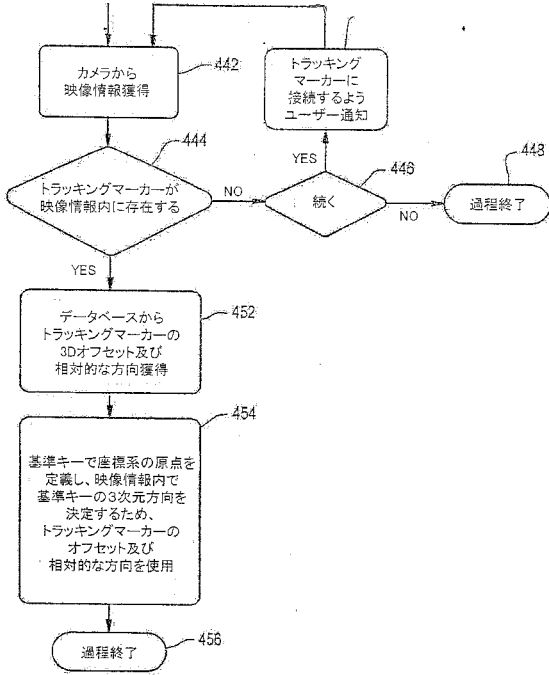 カメラから
映像情報獲得
442
トラッキング
マーカーに
接続するよう
ユーザー通知
444
トラッキングマーカーが
映像情報内に存在する
NO
YES
446
続く
NO
448
過程終了
YES
データベースから
トラッキングマーカーの
3Dオフセット及び
相対的な方向獲得
452
454
基準キーで座標系の原点を
定義し、映像情報内で
基準キーの3次元方向を
決定するため、
トラッキングマーカーの
オフセット及び
相対的な方向を使用
過程終了
456